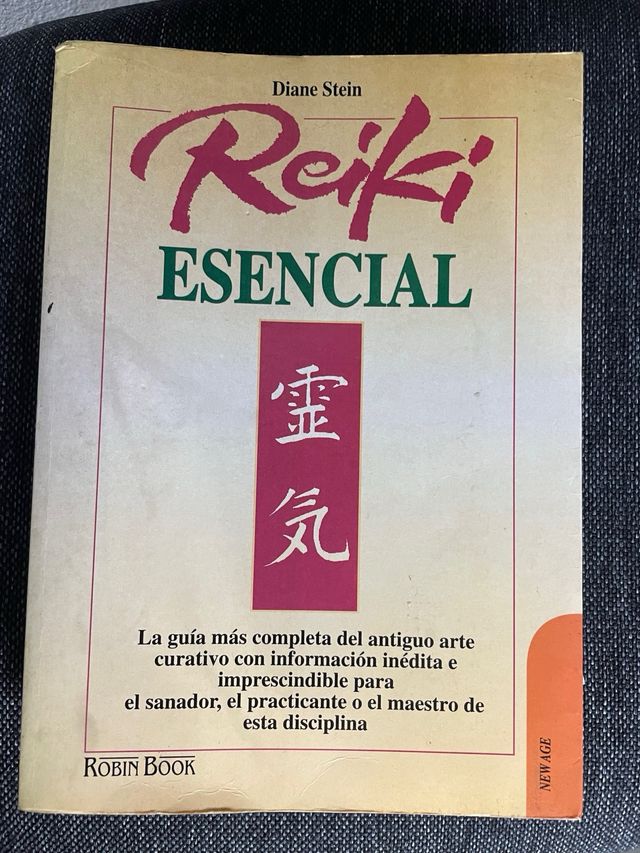 Diane Stein
Reiki
ESENCIAL
靈
気
La guía más completa del antiguo arte
curativo con información inédita e
imprescindible para
el sanador, el practicante o el maestro de
esta disciplina
ROBIN BOOK
NEW AGE